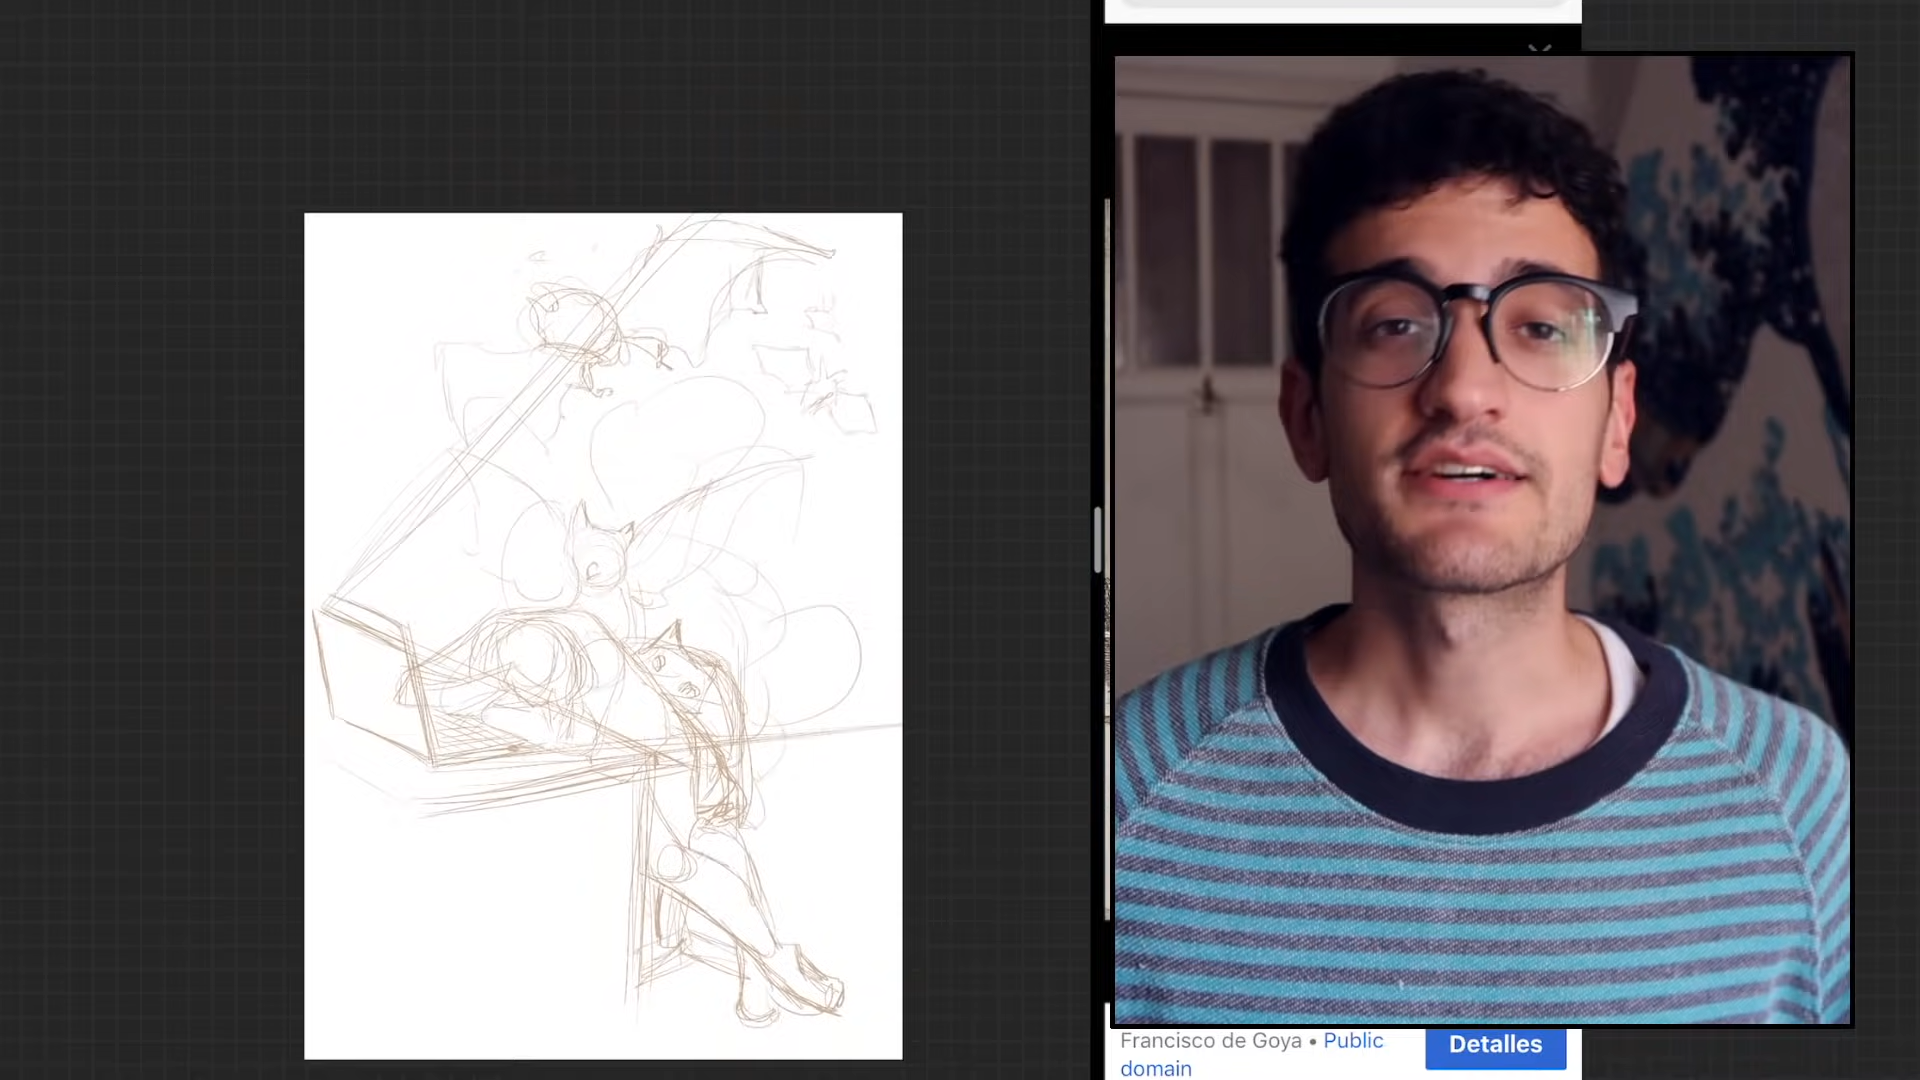 Francisco de Goya • Public
domain
Detalles